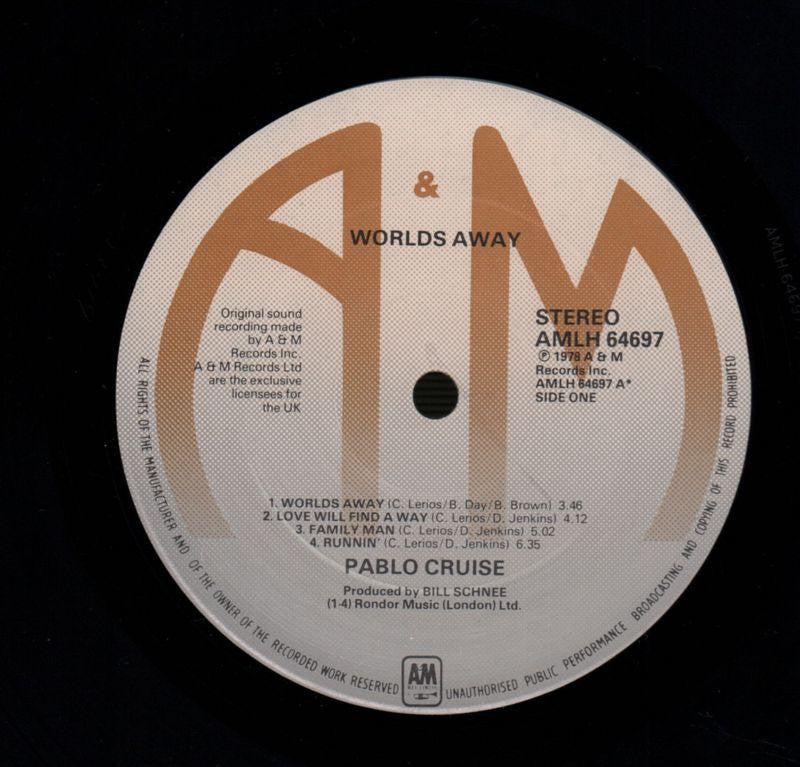 A & M
WORLDS AWAY
Original sound
recording made
by A & M
Records Inc.
A & M Records Ltd
are the exclusive
licensees for
the UK
STEREO
AMLH 64697
℗ 1978 A & M
Records Inc.
AMLH 64697 A*
SIDE ONE
1. WORLDS AWAY (C. Lerios/B. Day/B. Brown) 3.46
2. LOVE WILL FIND A WAY (C. Lerios/D. Jenkins) 4.12
3. FAMILY MAN (C. Lerios/D. Jenkins) 5.02
4. RUNNIN' (C. Lerios/D. Jenkins) 6.35
PABLO CRUISE
Produced by BILL SCHNEE
(1-4) Rondor Music (London) Ltd.
ALL RIGHTS OF THE MANUFACTURER AND OF THE OWNER OF THE RECORDED WORK RESERVED
AM
UNAUTHORISED PUBLIC PERFORMANCE BROADCASTING AND COPYING OF THIS RECORD PROHIBITED
AMLH 64697